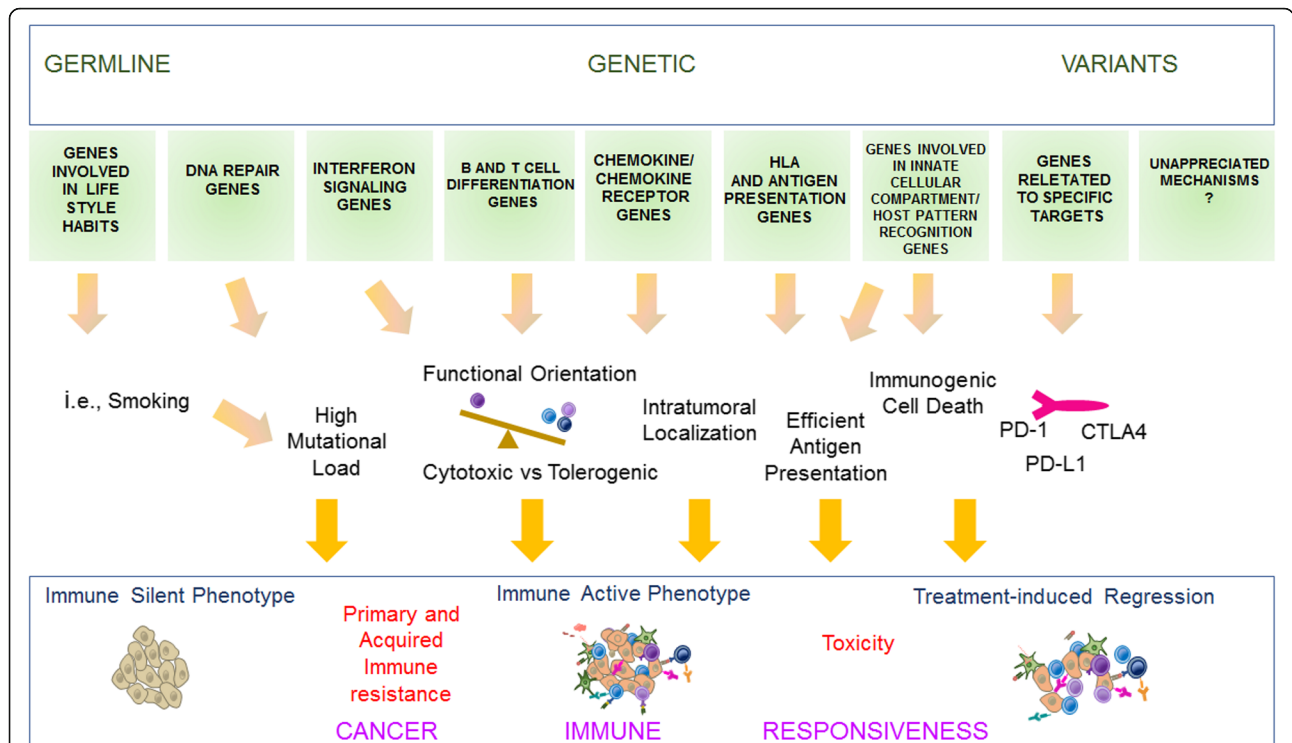 GERMLINE GENETIC VARIANTS
GENES
INVOLVED
IN LIFE
STYLE
HABITS
DNA REPAIR
GENES
INTERFERON
SIGNALING
GENES
B AND T CELL
DIFFERENTIATION
GENES
CHEMOKINE/
CHEMOKINE
RECEPTOR
GENES
HLA
AND ANTIGEN
PRESENTATION
GENES
GENES INVOLVED
IN INNATE
CELLULAR
COMPARTMENT/
HOST PATTERN
RECOGNITION
GENES
GENES
RELETATED
TO SPECIFIC
TARGETS
UNAPPRECIATED
MECHANISMS
?
i.e., Smoking
High
Mutational
Load
Functional Orientation
Cytotoxic vs Tolerogenic
Intratumoral
Localization
Efficient
Antigen
Presentation
Immunogenic
Cell Death
PD-1
CTLA4
PD-L1
Immune Silent Phenotype
Primary and
Acquired
Immune
resistance
Immune Active Phenotype
Toxicity
Treatment-induced Regression
CANCER IMMUNE RESPONSIVENESS